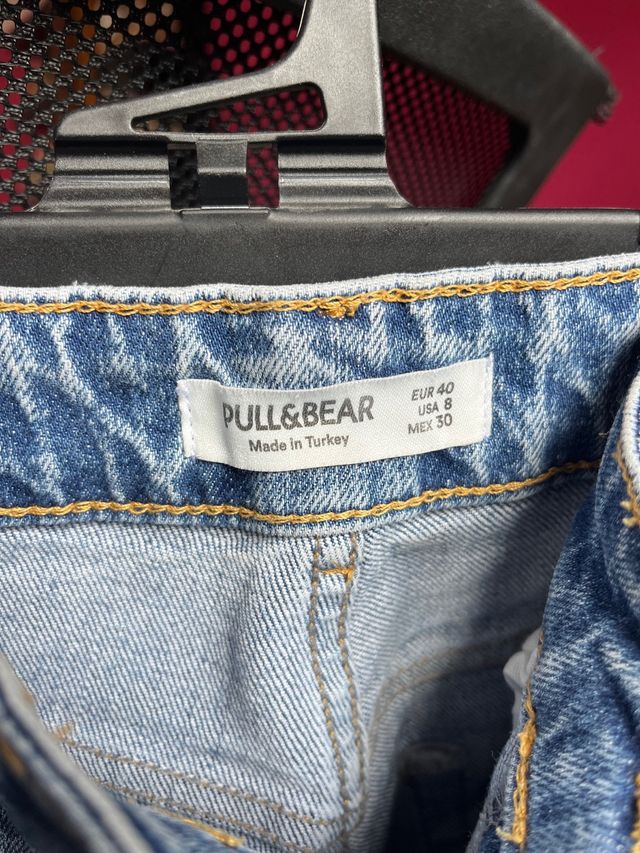 PULL&BEAR
Made in Turkey
EUR 40
USA 8
MEX 30